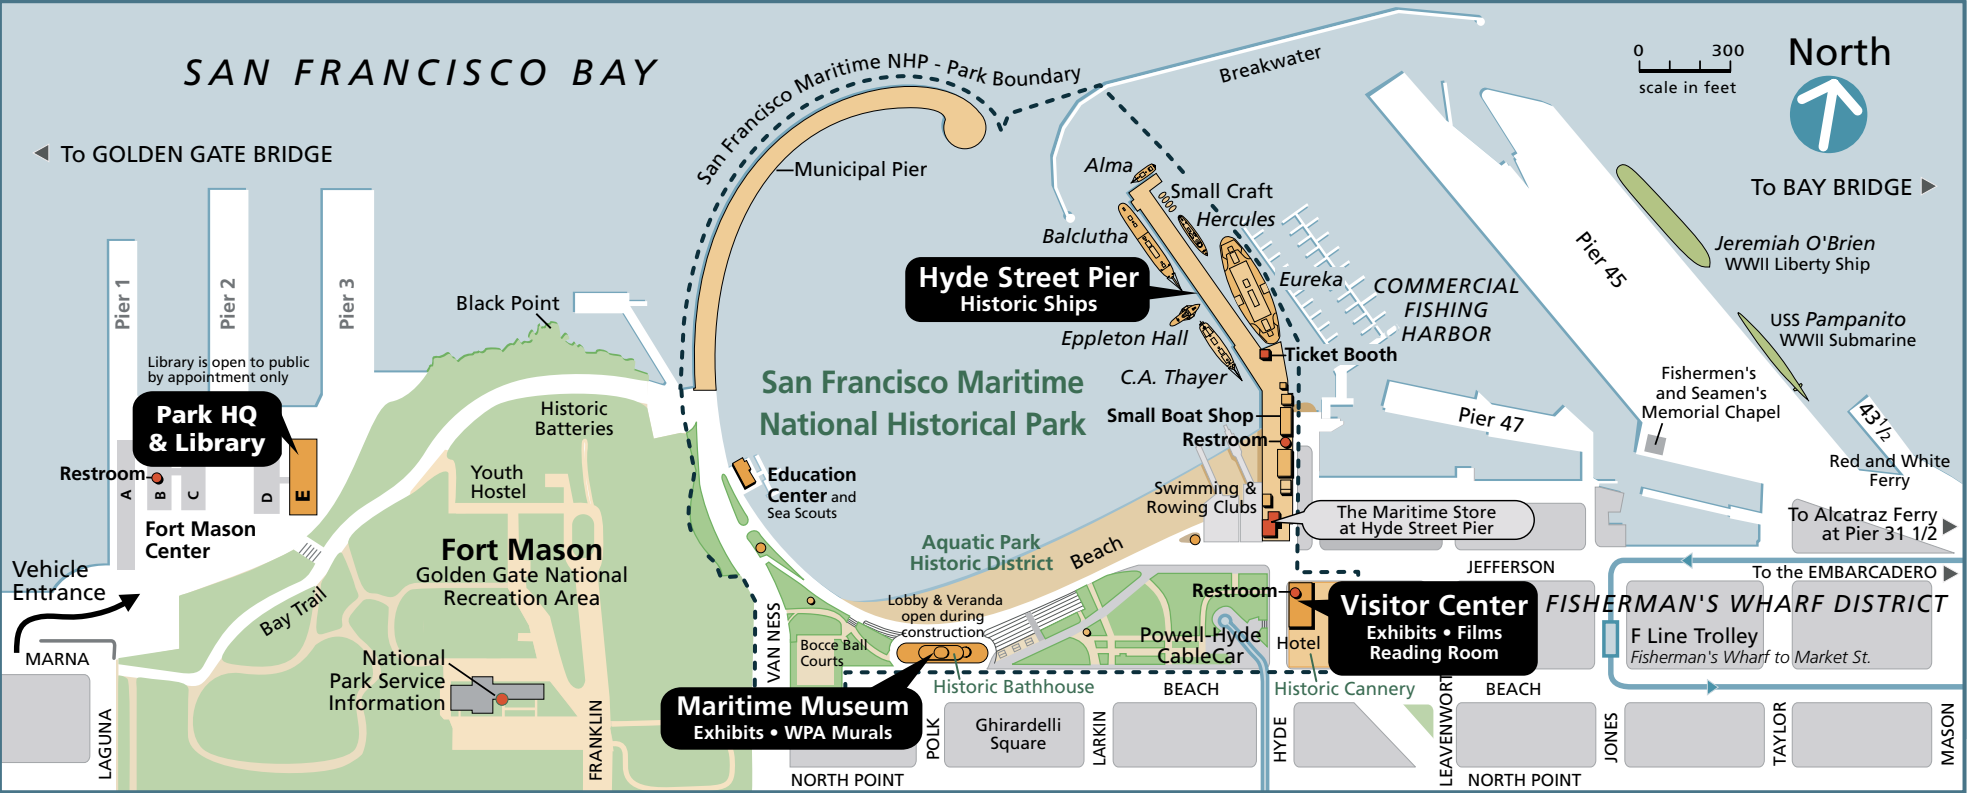 SAN FRANCISCO BAY
San Francisco Maritime NHP - Park Boundary
Breakwater
0 300
scale in feet
North
To GOLDEN GATE BRIDGE
Municipal Pier
To BAY BRIDGE
Alma
Small Craft
Hercules
Balclutha
Eureka
Hyde Street Pier
Historic Ships
Eppleton Hall
C.A. Thayer
Ticket Booth
COMMERCIAL
FISHING
HARBOR
Pier 45
Jeremiah O'Brien
WWII Liberty Ship
USS Pampanito
WWII Submarine
Fishermen's
and Seamen's
Memorial Chapel
Pier 47
43 1/2
Red and White
Ferry
To Alcatraz Ferry
at Pier 31 1/2
Pier 1
Pier 2
Pier 3
Black Point
Library is open to public
by appointment only
Park HQ
& Library
Restroom
A
B
C
D
E
Fort Mason
Center
Historic
Batteries
Youth
Hostel
San Francisco Maritime
National Historical Park
Small Boat Shop
Restroom
Education
Center and
Sea Scouts
Swimming &
Rowing Clubs
The Maritime Store
at Hyde Street Pier
Aquatic Park
Historic District
Beach
Fort Mason
Golden Gate National
Recreation Area
Vehicle
Entrance
Bay Trail
MARNA
National
Park Service
Information
Lobby & Veranda
open during
construction
Bocce Ball
Courts
Historic Bathhouse
Maritime Museum
Exhibits • WPA Murals
Powell-Hyde
CableCar
Restroom
Hotel
Visitor Center
Exhibits • Films
Reading Room
Historic Cannery
JEFFERSON
To the EMBARCADERO
FISHERMAN'S WHARF DISTRICT
F Line Trolley
Fisherman's Wharf to Market St.
BEACH
BEACH
Ghirardelli
Square
LAGUNA
FRANKLIN
VAN NESS
POLK
LARKIN
HYDE
LEAVENWORT
JONES
TAYLOR
MASON
NORTH POINT
NORTH POINT